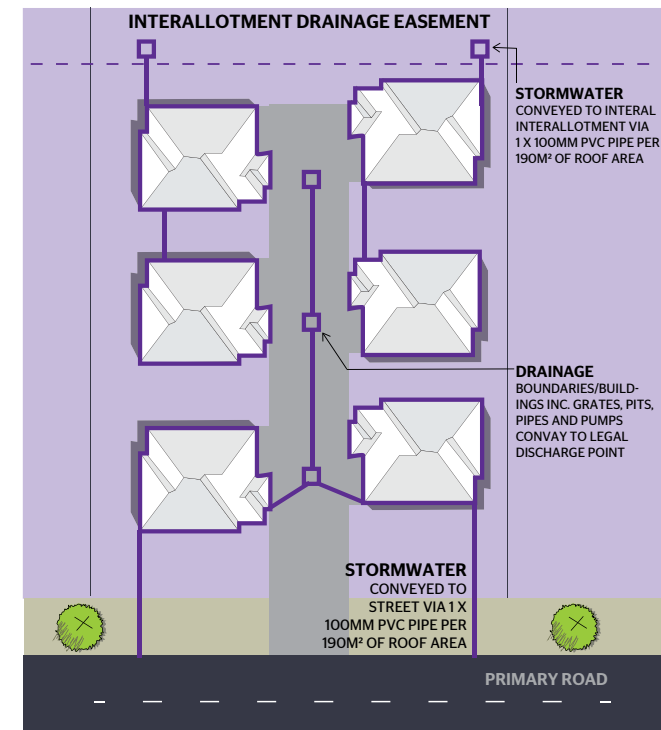 INTERALLOTMENT DRAINAGE EASEMENT
STORMWATER
CONVEYED TO INTERAL
INTERALLOTMENT VIA
1 X 100MM PVC PIPE PER
190M² OF ROOF AREA
DRAINAGE
BOUNDARIES/BUILD-
INGS INC. GRATES, PITS,
PIPES AND PUMPS
CONVAY TO LEGAL
DISCHARGE POINT
STORMWATER
CONVEYED TO
STREET VIA 1 X
100MM PVC PIPE PER
190M² OF ROOF AREA
PRIMARY ROAD